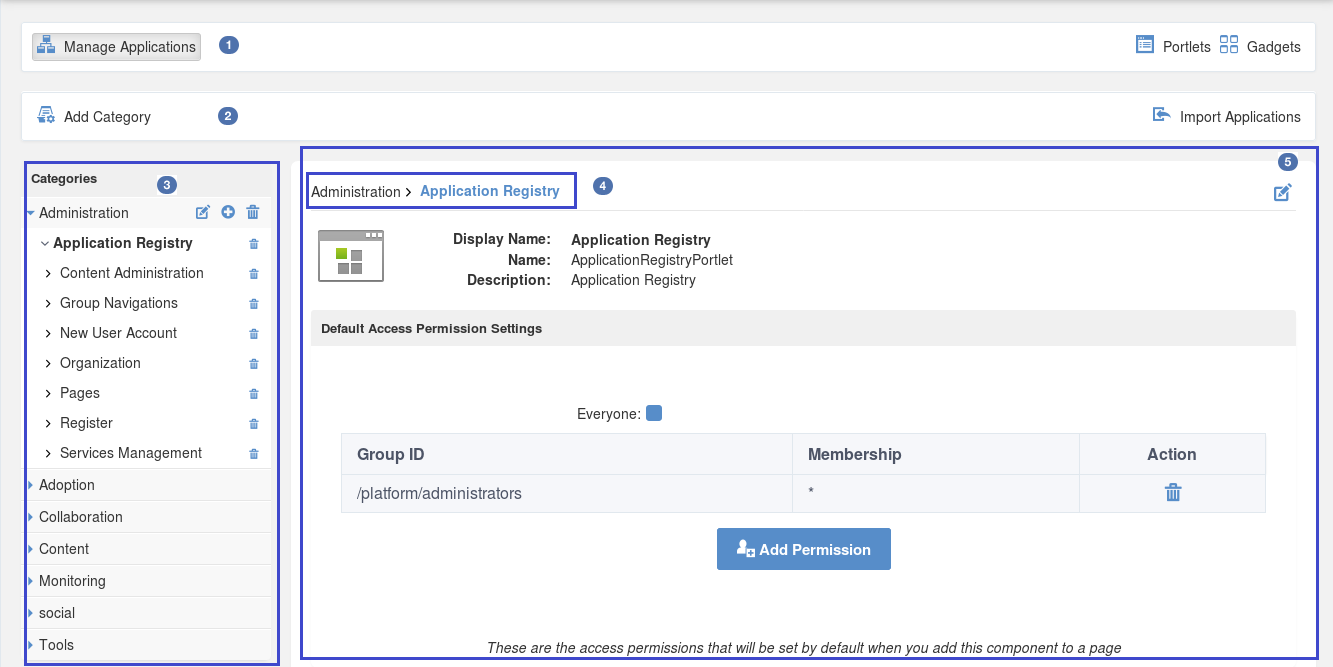 Manage Applications 1 Portlets Gadgets
Add Category 2 Import Applications
Categories 3
Administration
Application Registry
Content Administration
Group Navigations
New User Account
Organization
Pages
Register
Services Management
Adoption
Collaboration
Content
Monitoring
social
Tools
5
Administration > Application Registry 4
Display Name: Application Registry
Name: ApplicationRegistryPortlet
Description: Application Registry
Default Access Permission Settings
Everyone:
Group ID Membership Action
/platform/administrators *
Add Permission
These are the access permissions that will be set by default when you add this component to a page